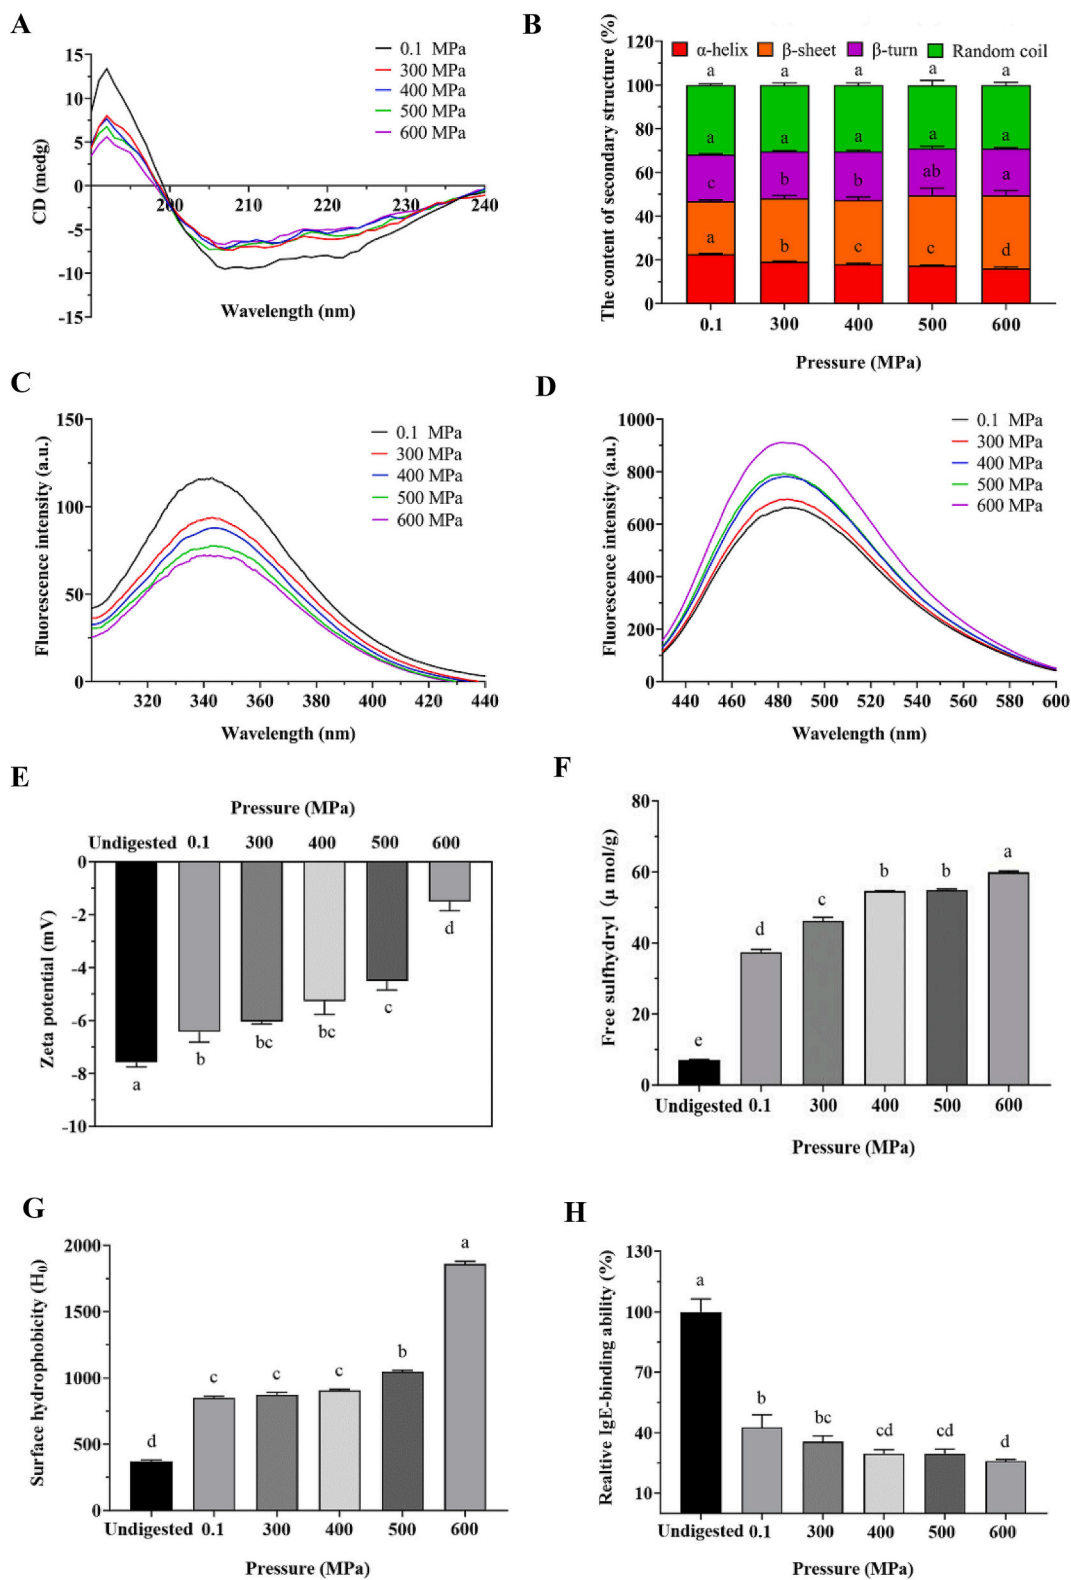 A
CD (medg)
15
10
5
0
-5
-10
-15
200
210
220
230
240
Wavelength (nm)
0.1 MPa
300 MPa
400 MPa
500 MPa
600 MPa
B
The content of secondary structure (%)
120
100
80
60
40
20
0
α-helix β-sheet β-turn Random coil
a a a a a
a a a a a
c b b ab a
a b c c d
0.1 300 400 500 600
Pressure (MPa)
C
Fluorescence intensity (a.u.)
150
100
50
0
320 340 360 380 400 420 440
Wavelength (nm)
0.1 MPa
300 MPa
400 MPa
500 MPa
600 MPa
D
Fluorescence intensity (a.u.)
1000
800
600
400
200
0
440 460 480 500 520 540 560 580 600
Wavelength (nm)
0.1 MPa
300 MPa
400 MPa
500 MPa
600 MPa
E
Pressure (MPa)
Undigested 0.1 300 400 500 600
Zeta potential (mV)
0
-2
-4
-6
-8
-10
a b bc bc c d
F
Free sulfhydryl (μ mol/g)
80
60
40
20
0
e d c b b a
Undigested 0.1 300 400 500 600
Pressure (MPa)
G
Surface hydrophobicity (H₀)
2000
1500
1000
500
0
d c c c b a
Undigested 0.1 300 400 500 600
Pressure (MPa)
H
Realtive IgE-binding ability (%)
130
100
70
40
10
a b bc cd cd d
Undigested 0.1 300 400 500 600
Pressure (MPa)